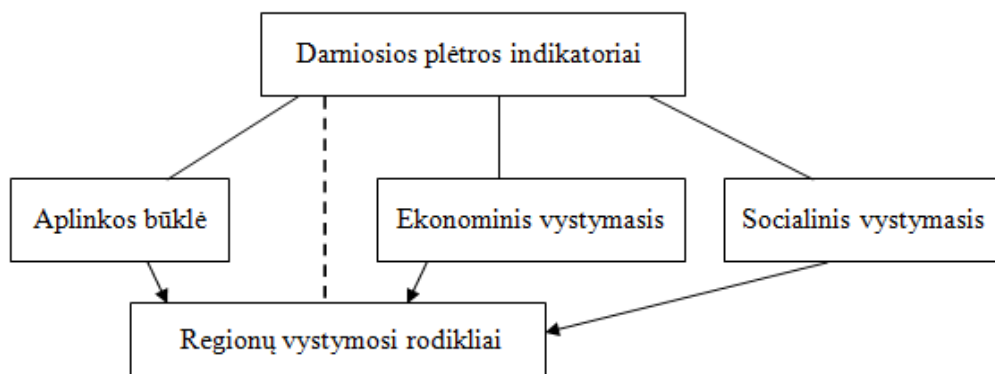 Darniosios plėtros indikatoriai
Aplinkos būklė
Ekonominis vystymasis
Socialinis vystymasis
Regionų vystymosi rodikliai